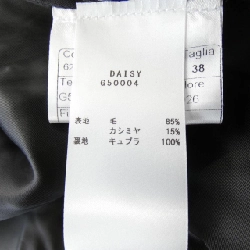 DAISY
G50004
Taglia
38
表地 毛 85%
カシミヤ 15%
裏地 キュプラ 100%